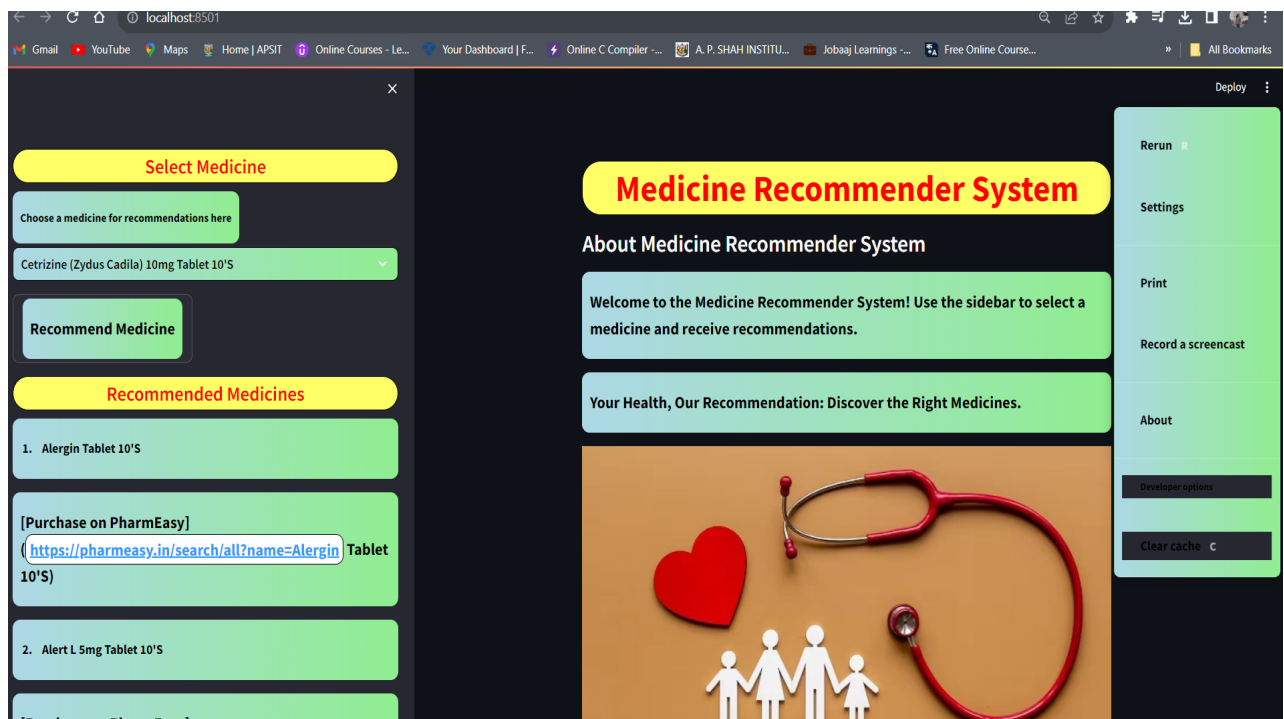 localhost:8501
Gmail YouTube Maps Home | APSIT Online Courses - Le... Your Dashboard | F... Online C Compiler -... A. P. SHAH INSTITU... Jobaaj Learnings -... Free Online Course... » All Bookmarks
Deploy
Select Medicine
Choose a medicine for recommendations here
Cetrizine (Zydus Cadila) 10mg Tablet 10'S
Recommend Medicine
Recommended Medicines
1. Alergin Tablet 10'S
[Purchase on PharmEasy]
(https://pharmeasy.in/search/all?name=Alergin Tablet
10'S)
2. Alert L 5mg Tablet 10'S
Medicine Recommender System
About Medicine Recommender System
Welcome to the Medicine Recommender System! Use the sidebar to select a
medicine and receive recommendations.
Your Health, Our Recommendation: Discover the Right Medicines.
Rerun R
Settings
Print
Record a screencast
About
Developer options
Clear cache C